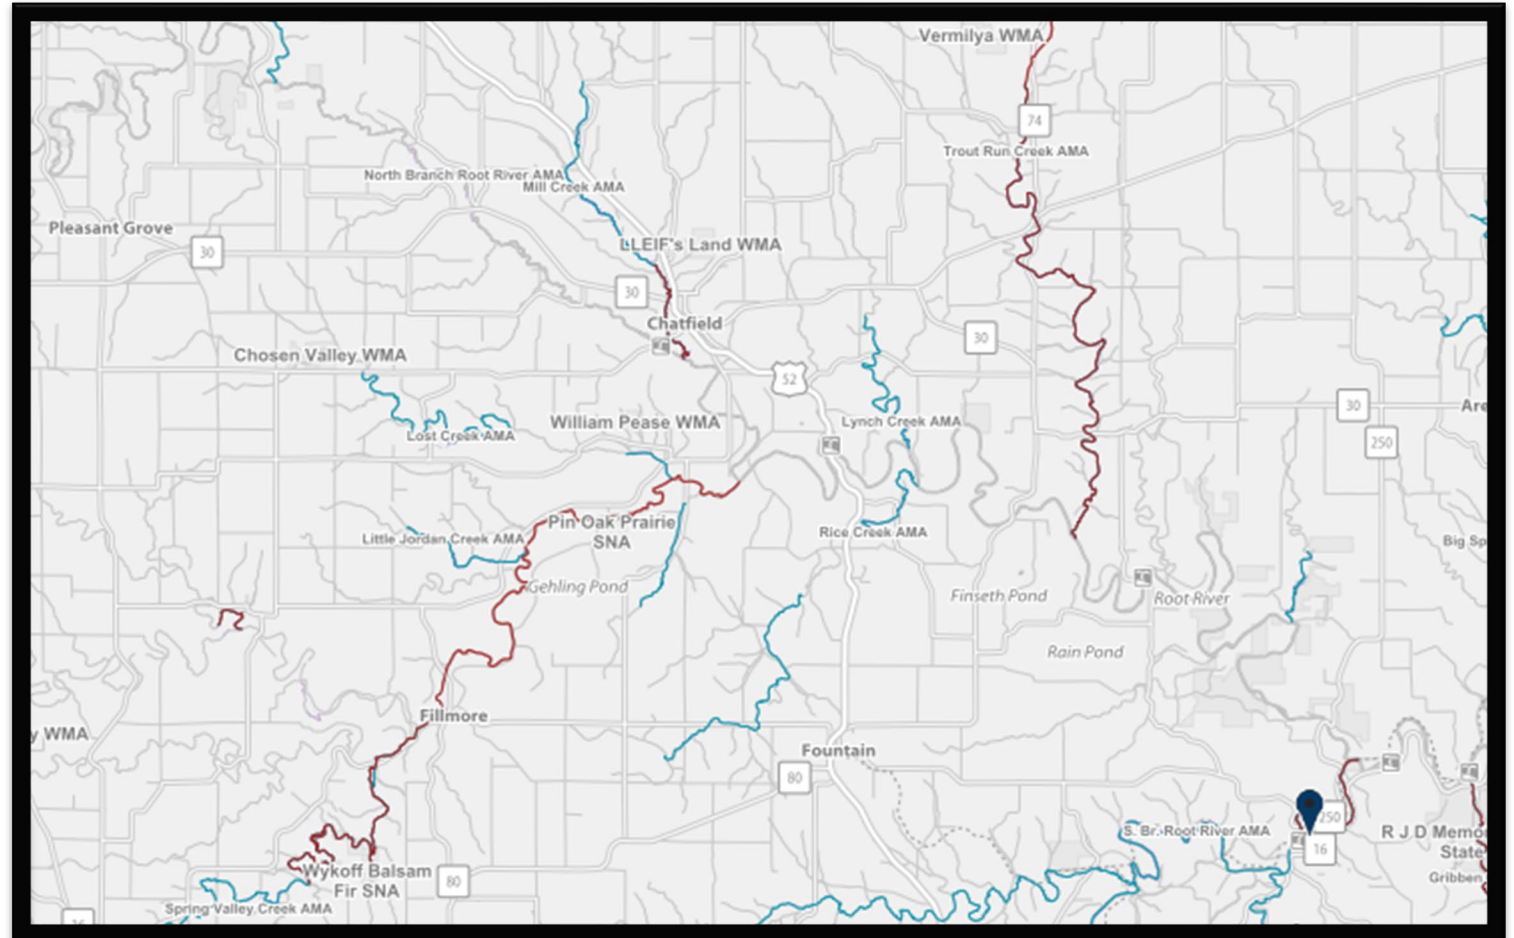 Vermilya WMA
74
Trout Run Creek AMA
North Branch Root River AMA
Mill Creek AMA
Pleasant Grove
30
LLEIF's Land WMA
30
Chatfield
30
Chosen Valley WMA
52
30
Are
William Pease WMA
Lynch Creek AMA
Lost Creek AMA
250
Pin Oak Prairie
SNA
Little Jordan Creek AMA
Rice Creek AMA
Big Sp
Gehling Pond
Finseth Pond
Root River
Rain Pond
Fillmore
y WMA
Fountain
80
250
S. Br. Root River AMA
R J D Memo
State
16
Wykoff Balsam
Fir SNA
80
Gribben
Spring Valley Creek AMA
16